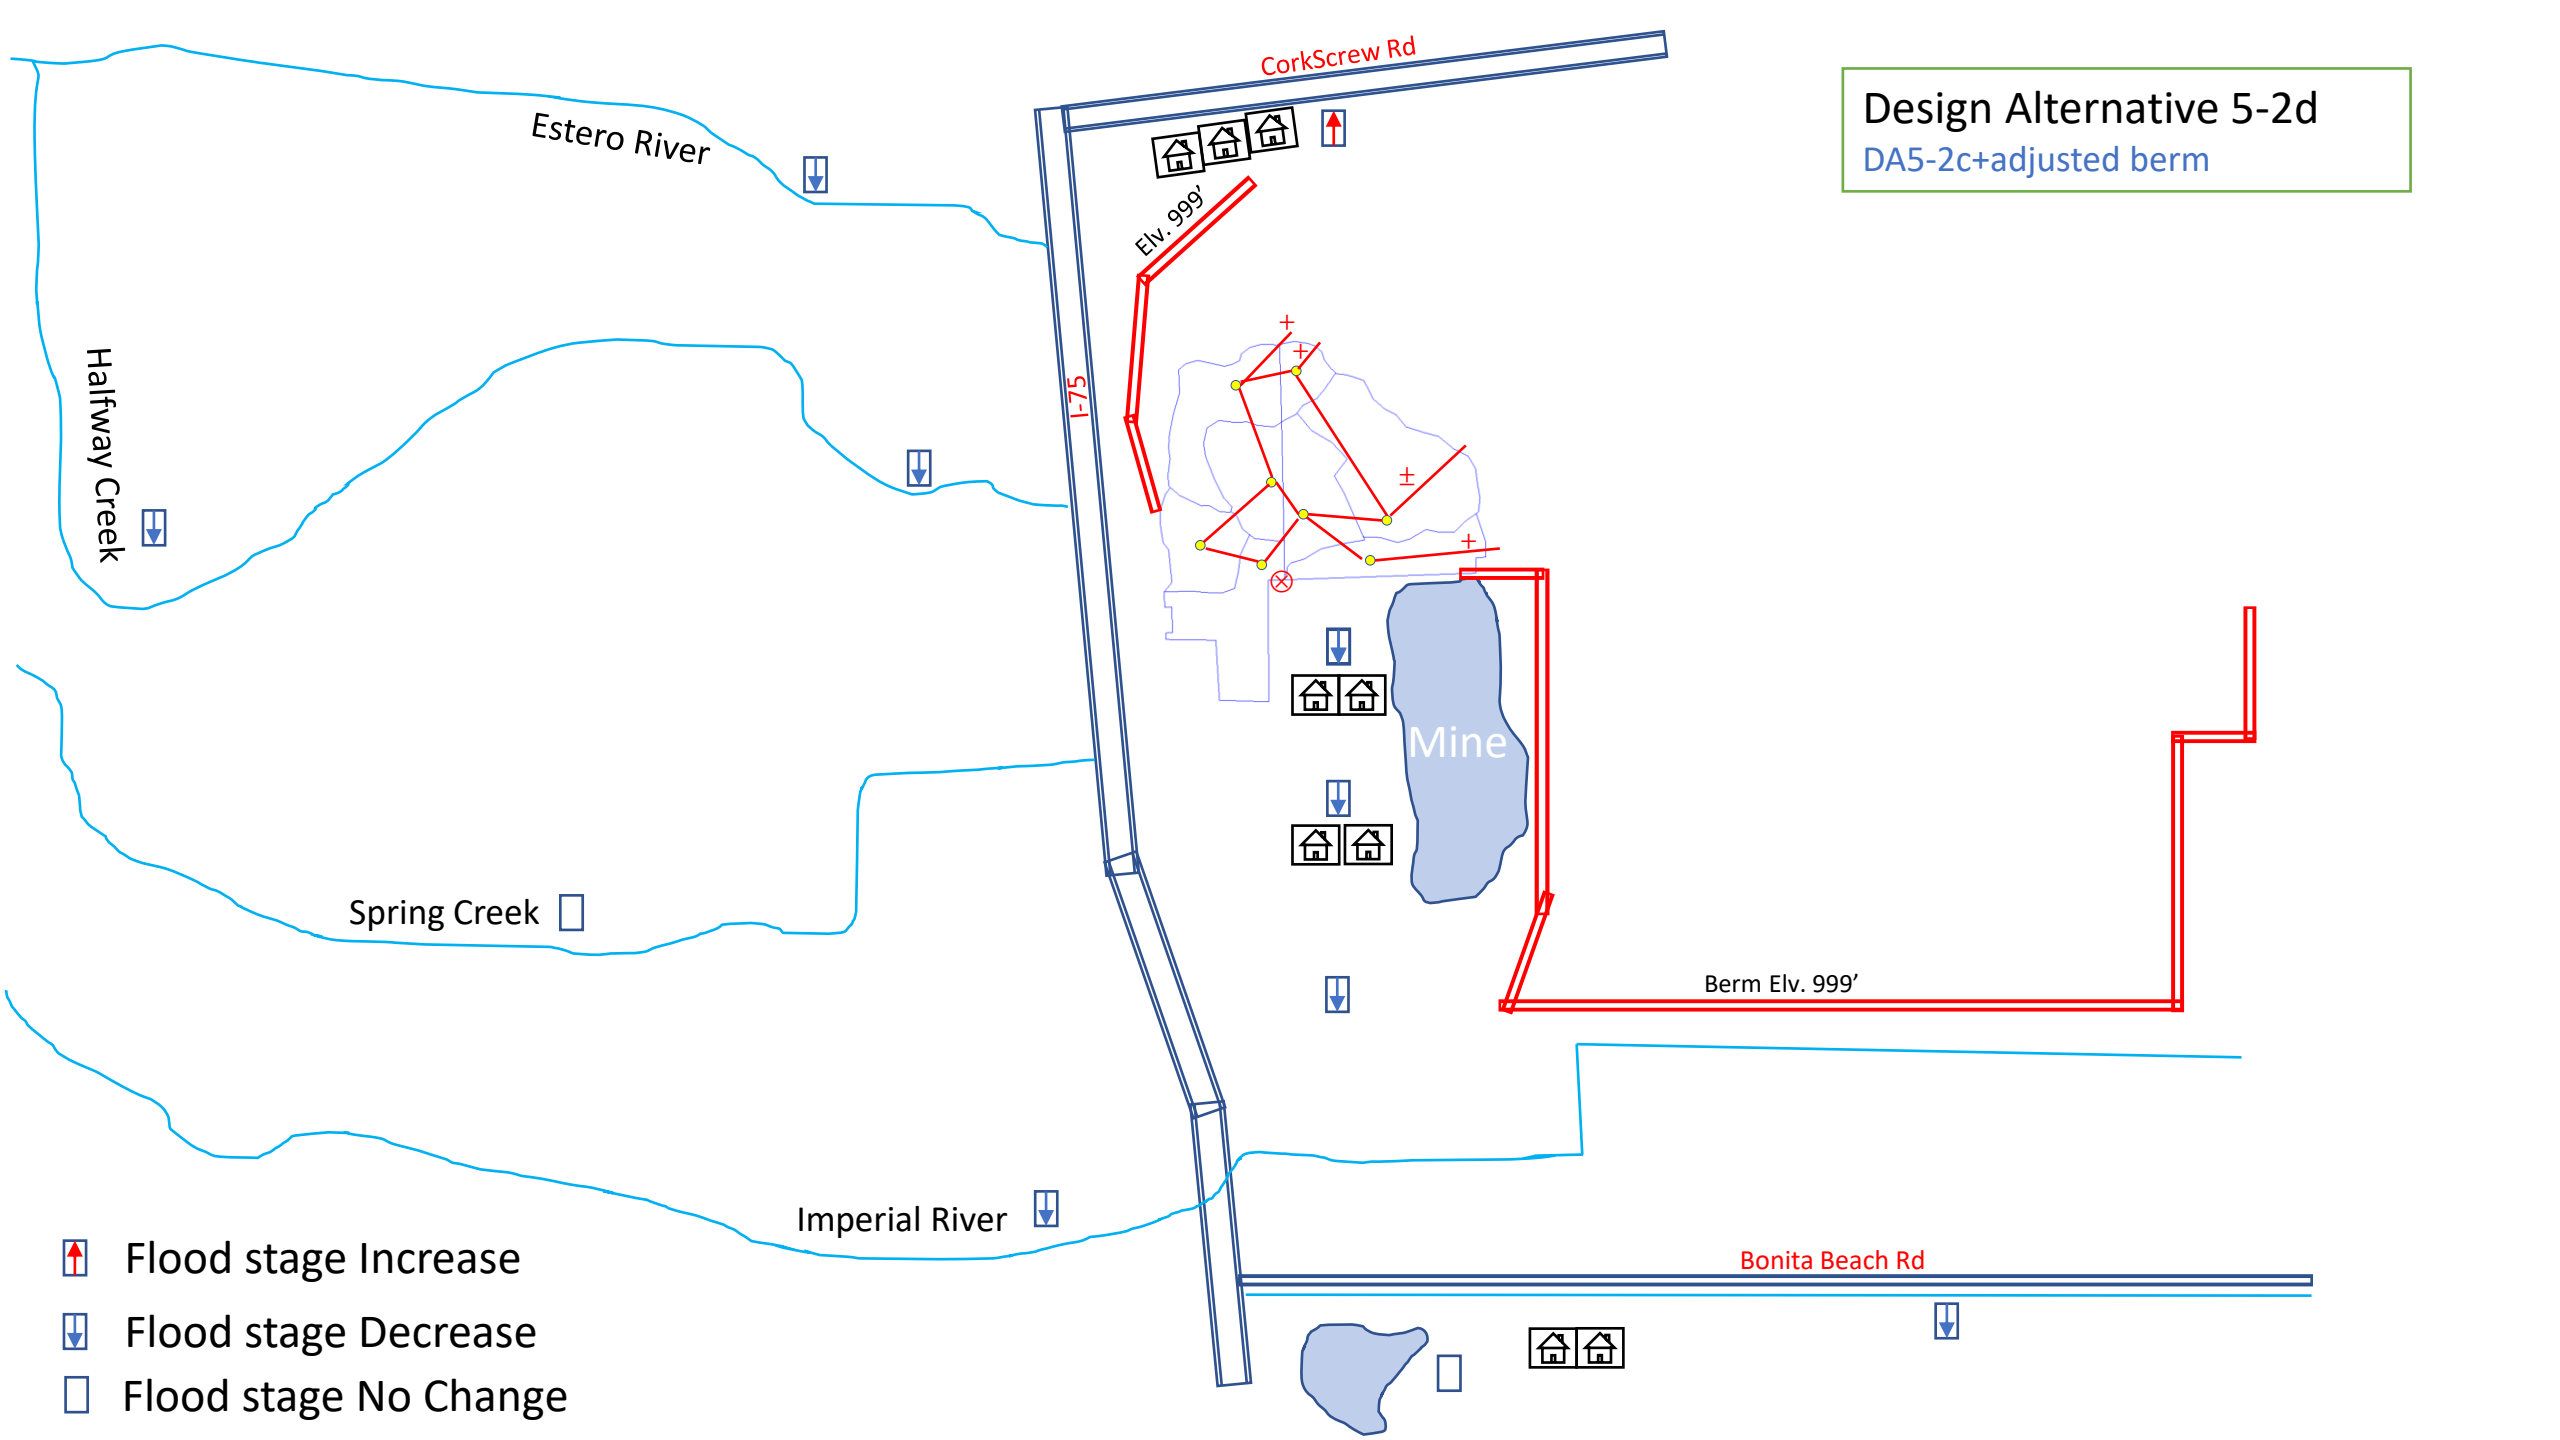 CorkScrew Rd
Design Alternative 5-2d
DA5-2c+adjusted berm
Estero River
Elv. 999’
+
+
I-75
Halfway Creek
±
+
Mine
Spring Creek
Berm Elv. 999’
Imperial River
Flood stage Increase
Bonita Beach Rd
Flood stage Decrease
Flood stage No Change